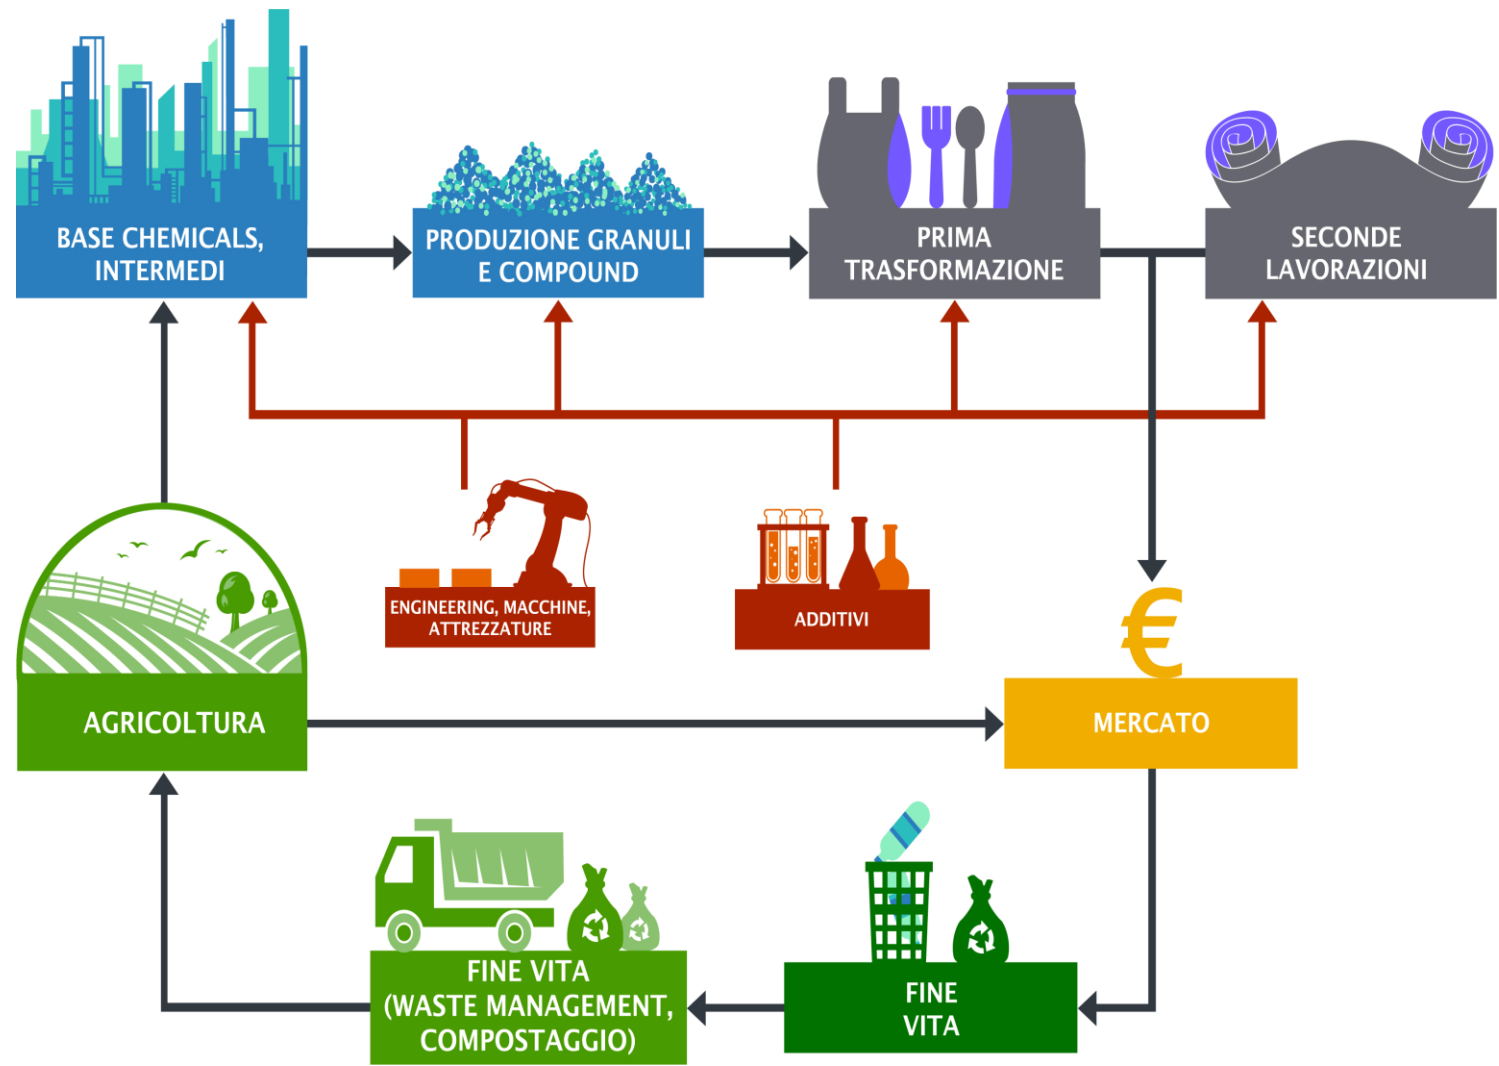 BASE CHEMICALS,
INTERMEDI
PRODUZIONE GRANULI
E COMPOUND
PRIMA
TRASFORMAZIONE
SECONDE
LAVORAZIONI
ENGINEERING, MACCHINE,
ATTREZZATURE
ADDITIVI
€
AGRICOLTURA
MERCATO
FINE VITA
(WASTE MANAGEMENT,
COMPOSTAGGIO)
FINE
VITA